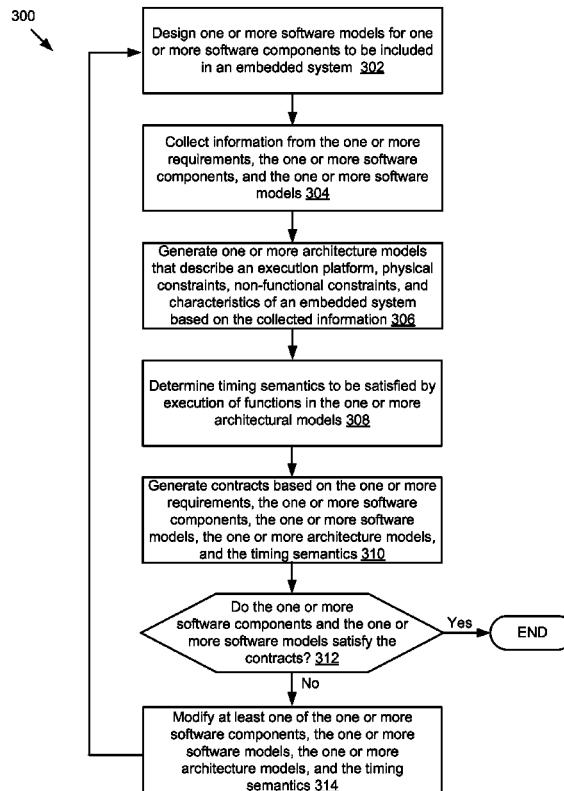 300
Design one or more software models for one
or more software components to be included
in an embedded system 302
Collect information from the one or more
requirements, the one or more software
components, and the one or more software
models 304
Generate one or more architecture models
that describe an execution platform, physical
constraints, non-functional constraints, and
characteristics of an embedded system
based on the collected information 306
Determine timing semantics to be satisfied by
execution of functions in the one or more
architectural models 308
Generate contracts based on the one or more
requirements, the one or more software
components, the one or more software
models, the one or more architecture models,
and the timing semantics 310
Do the one or more
software components and the one or
more software models satisfy the
contracts? 312
Yes
END
No
Modify at least one of the one or more
software components, the one or more
software models, the one or more
architecture models, and the timing
semantics 314